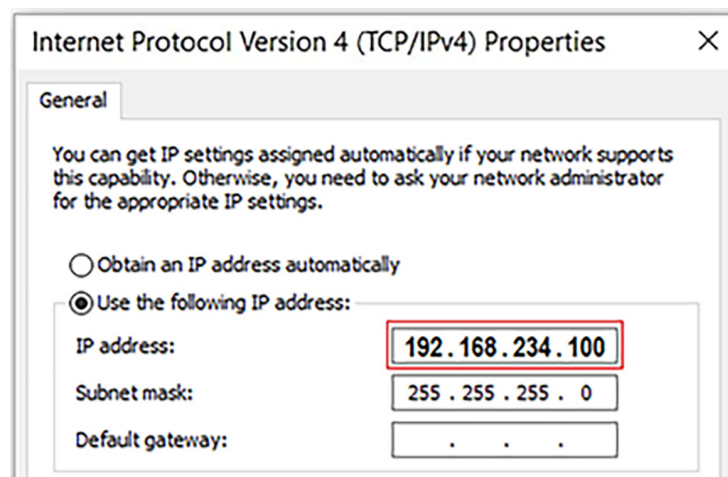 Internet Protocol Version 4 (TCP/IPv4) Properties
General
You can get IP settings assigned automatically if your network supports
this capability. Otherwise, you need to ask your network administrator
for the appropriate IP settings.
Obtain an IP address automatically
Use the following IP address:
IP address: 192.168.234.100
Subnet mask: 255 . 255 . 255 . 0
Default gateway: . . .